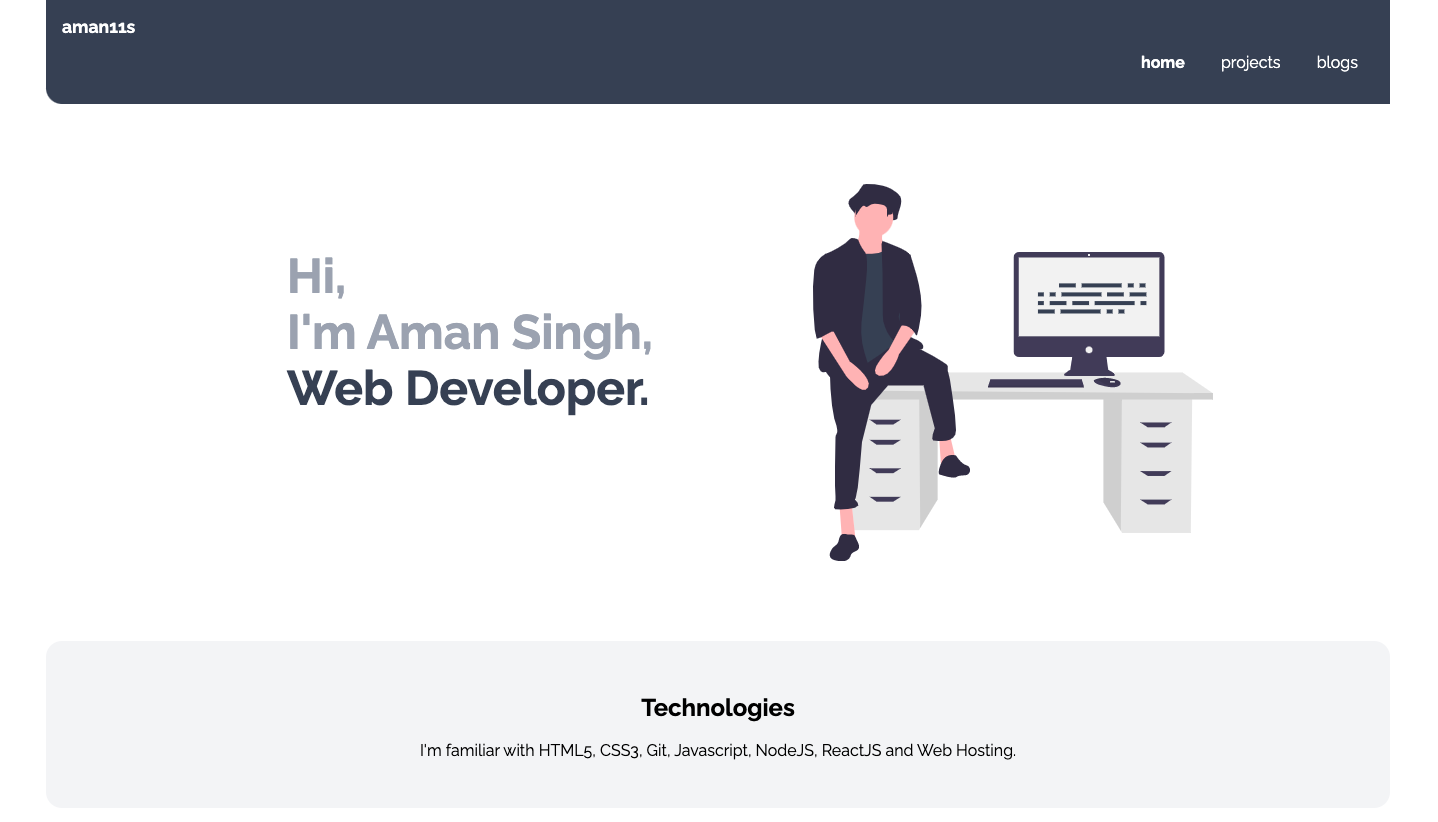 aman11s
home projects blogs
Hi,
I'm Aman Singh,
Web Developer.
Technologies
I'm familiar with HTML5, CSS3, Git, Javascript, NodeJS, ReactJS and Web Hosting.